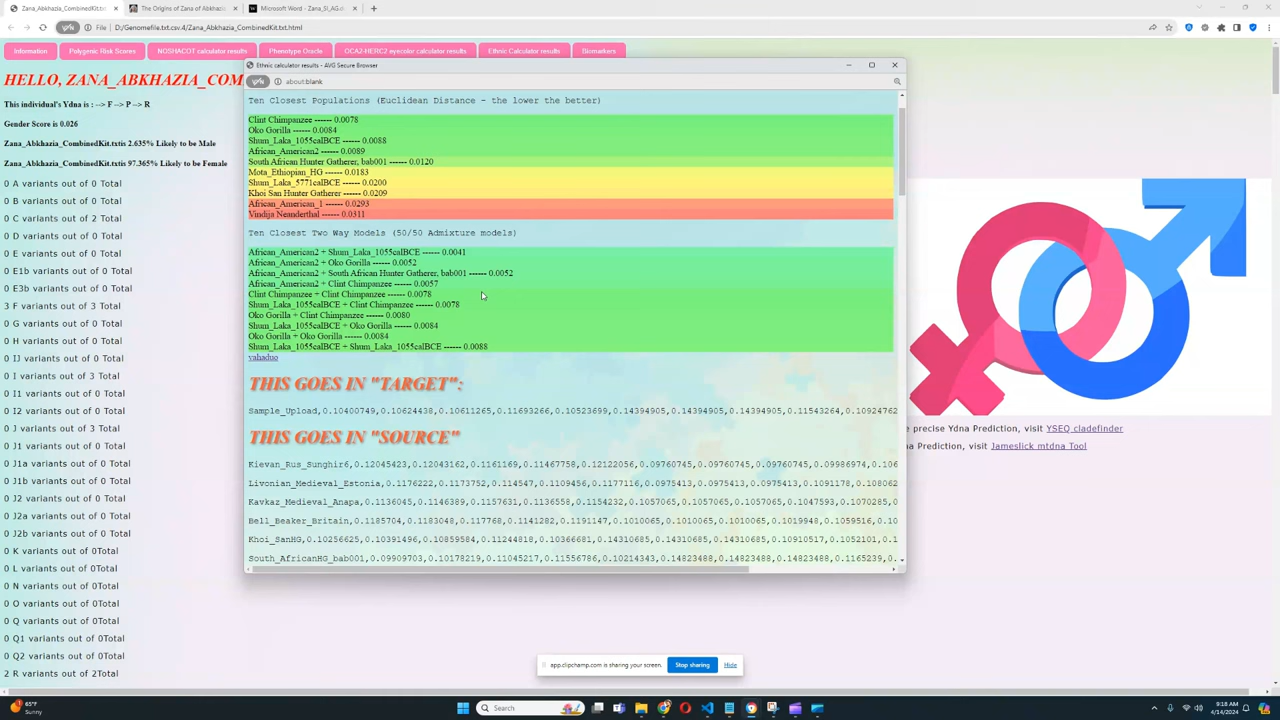 Zana_Abkhazia_CombinedKit.txt
The Origins of Zana of Abkhazi
Microsoft Word - Zana_SI_AG.d
VPN
File
D:/Genomefile.txt.csv.4/Zana_Abkhazia_CombinedKit.txt.html
Information
Polygenic Risk Scores
NOSHACOT calculator results
Phenotype Oracle
OCA2-HERC2 eyecolor calculator results
Ethnic Calculator results
Biomarkers
HELLO, ZANA_ABKHAZIA_COM
This individual's Ydna is : --> F --> P --> R
Gender Score is 0.026
Zana_Abkhazia_CombinedKit.txtis 2.635% Likely to be Male
Zana_Abkhazia_CombinedKit.txtis 97.365% Likely to be Female
0 A variants out of 0 Total
0 B variants out of 0 Total
0 C variants out of 2 Total
0 D variants out of 0 Total
0 E variants out of 0 Total
0 E1b variants out of 0 Total
0 E3b variants out of 0 Total
3 F variants out of 3 Total
0 G variants out of 0 Total
0 H variants out of 0 Total
0 IJ variants out of 3 Total
0 I variants out of 3 Total
0 I1 variants out of 0 Total
0 I2 variants out of 0 Total
0 J variants out of 3 Total
0 J1 variants out of 0 Total
0 J1a variants out of 0 Total
0 J1b variants out of 0 Total
0 J2 variants out of 0 Total
0 J2a variants out of 0 Total
0 J2b variants out of 0 Total
0 K variants out of 0Total
0 L variants out of 0Total
0 N variants out of 0Total
0 O variants out of 0Total
0 Q variants out of 0Total
0 Q1 variants out of 0Total
0 Q2 variants out of 0Total
2 R variants out of 2Total
Ethnic calculator results - AVG Secure Browser
VPN
about:blank
Ten Closest Populations (Euclidean Distance - the lower the better)
Clint Chimpanzee ------ 0.0078
Oko Gorilla ------ 0.0084
Shum_Laka_1055calBCE ------ 0.0088
African_American2 ------ 0.0089
South African Hunter Gatherer, bab001 ------ 0.0120
Mota_Ethiopian_HG ------ 0.0183
Shum_Laka_5771calBCE ------ 0.0200
Khoi San Hunter Gatherer ------ 0.0209
African_American_1 ------ 0.0293
Vindija Neanderthal ------ 0.0311
Ten Closest Two Way Models (50/50 Admixture models)
African_American2 + Shum_Laka_1055calBCE ------ 0.0041
African_American2 + Oko Gorilla ------ 0.0052
African_American2 + South African Hunter Gatherer, bab001 ------ 0.0052
African_American2 + Clint Chimpanzee ------ 0.0057
Clint Chimpanzee + Clint Chimpanzee ------ 0.0078
Shum_Laka_1055calBCE + Clint Chimpanzee ------ 0.0078
Oko Gorilla + Clint Chimpanzee ------ 0.0080
Shum_Laka_1055calBCE + Oko Gorilla ------ 0.0084
Oko Gorilla + Oko Gorilla ------ 0.0084
Shum_Laka_1055calBCE + Shum_Laka_1055calBCE ------ 0.0088
vahaduo
THIS GOES IN "TARGET":
Sample_Upload,0.10400749,0.10624438,0.10611265,0.11693266,0.10523699,0.14394905,0.14394905,0.14394905,0.11543264,0.10924762
THIS GOES IN "SOURCE"
Kievan_Rus_Sunghir6,0.12045423,0.12043162,0.1161169,0.11467758,0.12122056,0.09760745,0.09760745,0.09760745,0.09986974,0.106
Livonian_Medieval_Estonia,0.1176222,0.1173752,0.114547,0.1109456,0.1177116,0.0975413,0.0975413,0.0975413,0.1091178,0.108062
Kavkaz_Medieval_Anapa,0.1136045,0.1146389,0.1157631,0.1136558,0.1154232,0.1057065,0.1057065,0.1057065,0.1047593,0.1070285,
Bell_Beaker_Britain,0.1185704,0.1183048,0.117768,0.1141282,0.1191147,0.1010065,0.1010065,0.1010065,0.1019948,0.1059516,0.10
Khoi_SanHG,0.10256625,0.10391496,0.10859584,0.11244818,0.10366681,0.14310685,0.14310685,0.14310685,0.10910517,0.1052101,0.1
South_AfricanHG_bab001,0.09909703,0.10178219,0.11045217,0.11556786,0.10214343,0.14823488,0.14823488,0.14823488,0.1165239,0.
e precise Ydna Prediction, visit YSEQ cladefinder
a Prediction, visit Jameslick mtdna Tool
app.clipchamp.com is sharing your screen.
Stop sharing
Hide
65°F
Sunny
Search
9:18 AM
4/14/2024